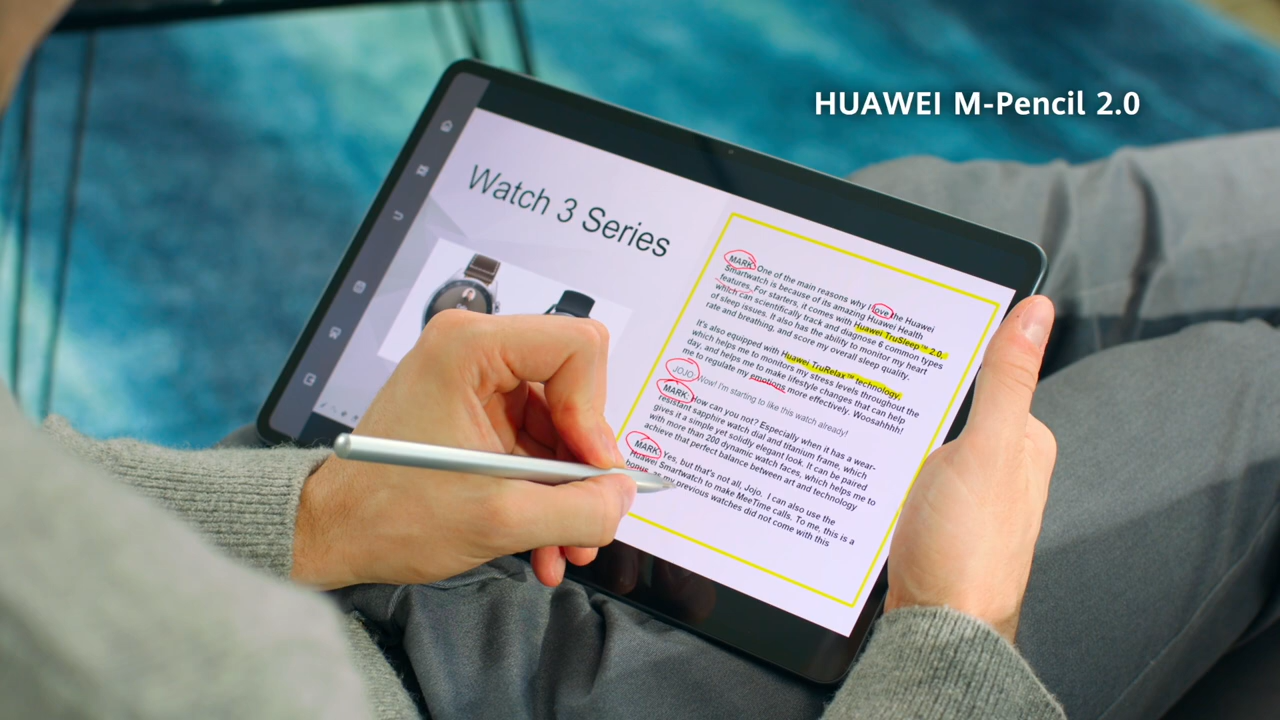 HUAWEI M-Pencil 2.0
Watch 3 Series
MARK: One of the main reasons why I love the Huawei
Smartwatch is because of its amazing Huawei Health
features. For starters, it comes with Huawei TruSleep™ 2.0,
which can scientifically track and diagnose 6 common types
of sleep issues. It also has the ability to monitor my heart
rate and breathing, and score my overall sleep quality.
It's also equipped with Huawei TruRelax™ technology,
which helps me to monitors my stress levels throughout the
day, and helps me to make lifestyle changes that can help
me to regulate my emotions more effectively. Woosahhhh!
JOJO: Wow! I'm starting to like this watch already!
MARK: How can you not? Especially when it has a wear-
resistant sapphire watch dial and titanium frame, which
gives it a simple yet solidly elegant look. It can be paired
with more than 200 dynamic watch faces, which helps me to
achieve that perfect balance between art and technology
MARK: Yes, but that's not all, Jojo. I can also use the
Huawei Smartwatch to make MeeTime calls. To me, this is a
bonus, as my previous watches did not come with this